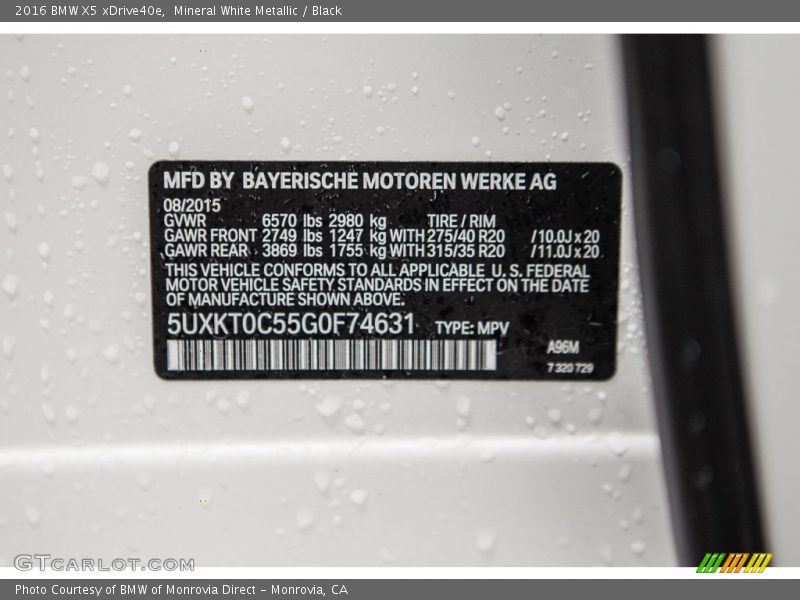 2016 BMW X5 xDrive40e, Mineral White Metallic / Black
MFD BY BAYERISCHE MOTOREN WERKE AG
08/2015
GVWR 6570 lbs 2980 kg TIRE / RIM
GAWR FRONT 2749 lbs 1247 kg WITH 275/40 R20 / 10.0J x 20
GAWR REAR 3869 lbs 1755 kg WITH 315/35 R20 / 11.0J x 20
THIS VEHICLE CONFORMS TO ALL APPLICABLE U. S. FEDERAL
MOTOR VEHICLE SAFETY STANDARDS IN EFFECT ON THE DATE
OF MANUFACTURE SHOWN ABOVE.
5UXKT0C55G0F74631 TYPE: MPV
A96M
7 320 729
GTCARLOT.COM
Photo Courtesy of BMW of Monrovia Direct - Monrovia, CA